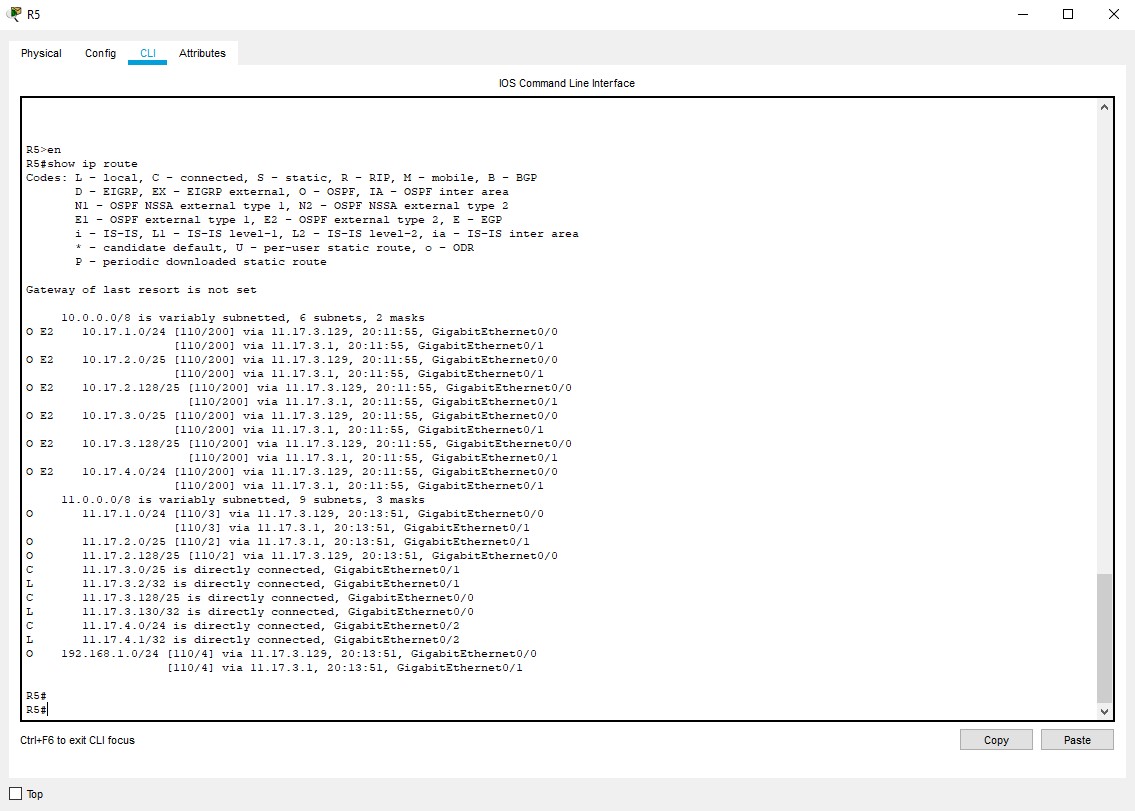 R5
Physical Config CLI Attributes
IOS Command Line Interface
R5>en
R5#show ip route
Codes: L - local, C - connected, S - static, R - RIP, M - mobile, B - BGP
D - EIGRP, EX - EIGRP external, O - OSPF, IA - OSPF inter area
N1 - OSPF NSSA external type 1, N2 - OSPF NSSA external type 2
E1 - OSPF external type 1, E2 - OSPF external type 2, E - EGP
i - IS-IS, L1 - IS-IS level-1, L2 - IS-IS level-2, ia - IS-IS inter area
* - candidate default, U - per-user static route, o - ODR
P - periodic downloaded static route
Gateway of last resort is not set
10.0.0.0/8 is variably subnetted, 6 subnets, 2 masks
O E2 10.17.1.0/24 [110/200] via 11.17.3.129, 20:11:55, GigabitEthernet0/0
[110/200] via 11.17.3.1, 20:11:55, GigabitEthernet0/1
O E2 10.17.2.0/25 [110/200] via 11.17.3.129, 20:11:55, GigabitEthernet0/0
[110/200] via 11.17.3.1, 20:11:55, GigabitEthernet0/1
O E2 10.17.2.128/25 [110/200] via 11.17.3.129, 20:11:55, GigabitEthernet0/0
[110/200] via 11.17.3.1, 20:11:55, GigabitEthernet0/1
O E2 10.17.3.0/25 [110/200] via 11.17.3.129, 20:11:55, GigabitEthernet0/0
[110/200] via 11.17.3.1, 20:11:55, GigabitEthernet0/1
O E2 10.17.3.128/25 [110/200] via 11.17.3.129, 20:11:55, GigabitEthernet0/0
[110/200] via 11.17.3.1, 20:11:55, GigabitEthernet0/1
O E2 10.17.4.0/24 [110/200] via 11.17.3.129, 20:11:55, GigabitEthernet0/0
[110/200] via 11.17.3.1, 20:11:55, GigabitEthernet0/1
11.0.0.0/8 is variably subnetted, 9 subnets, 3 masks
O 11.17.1.0/24 [110/3] via 11.17.3.129, 20:13:51, GigabitEthernet0/0
[110/3] via 11.17.3.1, 20:13:51, GigabitEthernet0/1
O 11.17.2.0/25 [110/2] via 11.17.3.1, 20:13:51, GigabitEthernet0/1
O 11.17.2.128/25 [110/2] via 11.17.3.129, 20:13:51, GigabitEthernet0/0
C 11.17.3.0/25 is directly connected, GigabitEthernet0/1
L 11.17.3.2/32 is directly connected, GigabitEthernet0/1
C 11.17.3.128/25 is directly connected, GigabitEthernet0/0
L 11.17.3.130/32 is directly connected, GigabitEthernet0/0
C 11.17.4.0/24 is directly connected, GigabitEthernet0/2
L 11.17.4.1/32 is directly connected, GigabitEthernet0/2
O 192.168.1.0/24 [110/4] via 11.17.3.129, 20:13:51, GigabitEthernet0/0
[110/4] via 11.17.3.1, 20:13:51, GigabitEthernet0/1
R5#
R5#
Ctrl+F6 to exit CLI focus
Copy Paste
Top